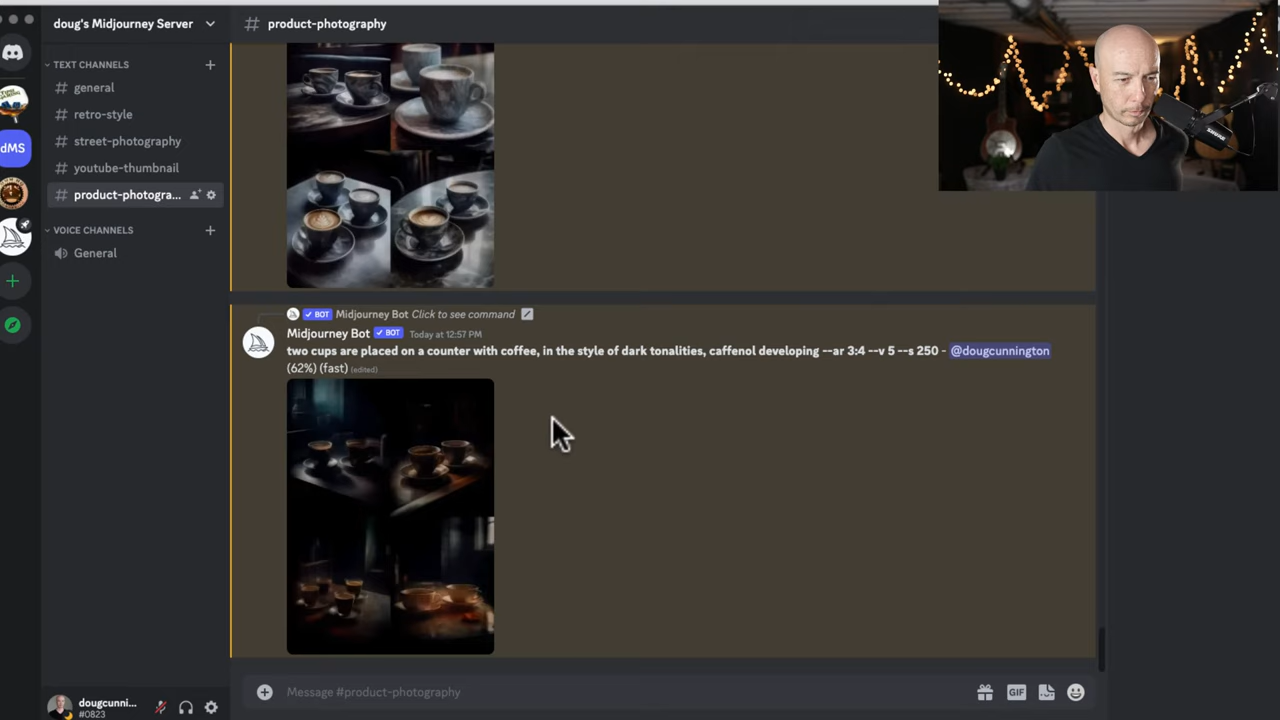 doug's Midjourney Server
# product-photography
TEXT CHANNELS
# general
# retro-style
# street-photography
# youtube-thumbnail
# product-photogra...
VOICE CHANNELS
General
dMS
BOT Midjourney Bot Click to see command
Midjourney Bot BOT Today at 12:57 PM
two cups are placed on a counter with coffee, in the style of dark tonalities, caffenol developing --ar 3:4 --v 5 --s 250 - @dougcunnington
(62%) (fast) (edited)
Message #product-photography
GIF
dougcunni...
#0823
SHURE